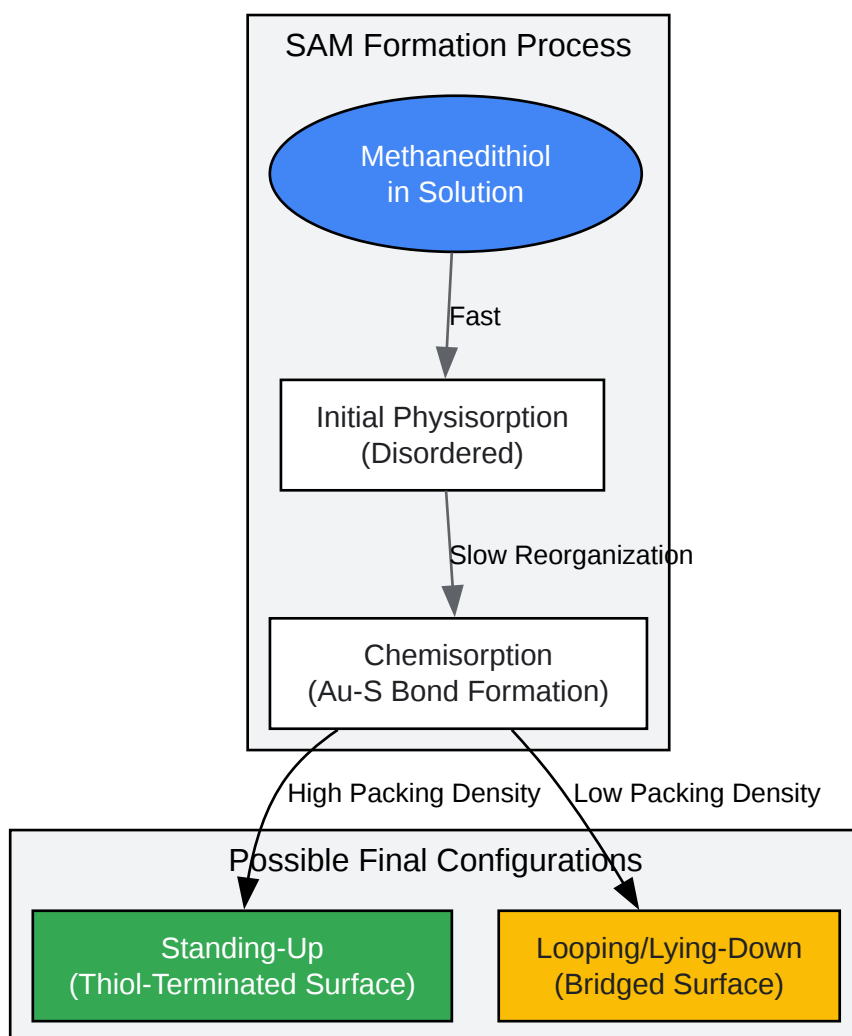 SAM Formation Process
Methanedithiol
in Solution
Fast
Initial Physisorption
(Disordered)
Slow Reorganization
Chemisorption
(Au-S Bond Formation)
High Packing Density
Low Packing Density
Possible Final Configurations
Standing-Up
(Thiol-Terminated Surface)
Looping/Lying-Down
(Bridged Surface)